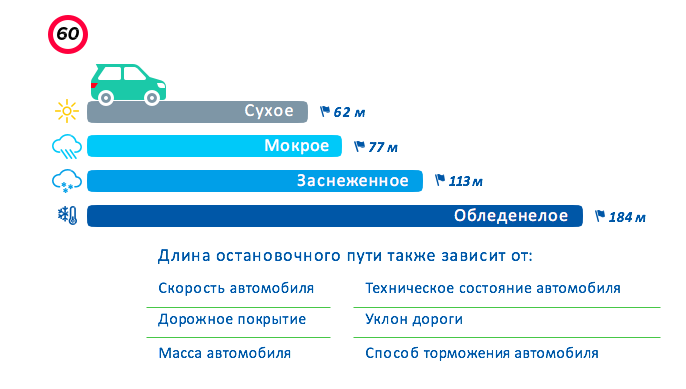 60
Сухое 62 м
Мокрое 77 м
Заснеженное 113 м
Обледенелое 184 м
Длина остановочного пути также зависит от:
Скорость автомобиля Техническое состояние автомобиля
Дорожное покрытие Уклон дороги
Масса автомобиля Способ торможения автомобиля